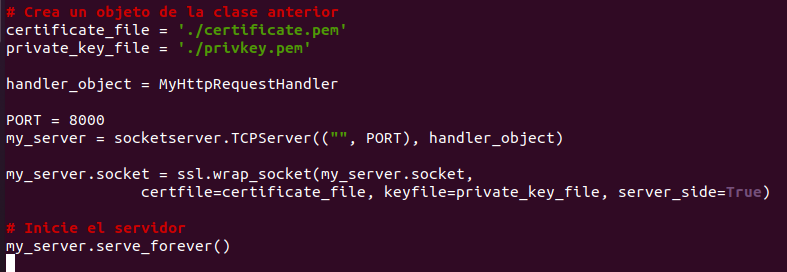 # Crea un objeto de la clase anterior
certificate_file = './certificate.pem'
private_key_file = './privkey.pem'
handler_object = MyHttpRequestHandler
PORT = 8000
my_server = socketserver.TCPServer(("", PORT), handler_object)
my_server.socket = ssl.wrap_socket(my_server.socket,
certfile=certificate_file, keyfile=private_key_file, server_side=True)
# Inicie el servidor
my_server.serve_forever()